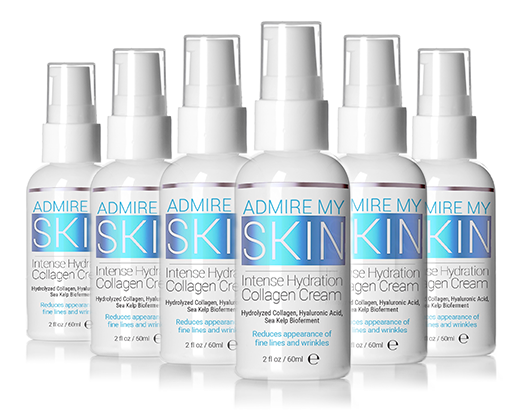 ADMIRE MY
SKIN
Intense Hydration
Collagen Cream
Hydrolyzed Collagen, Hyaluronic Acid,
Sea Kelp Bioferment
Reduces appearance of
fine lines and wrinkles
2 fl oz / 60ml e